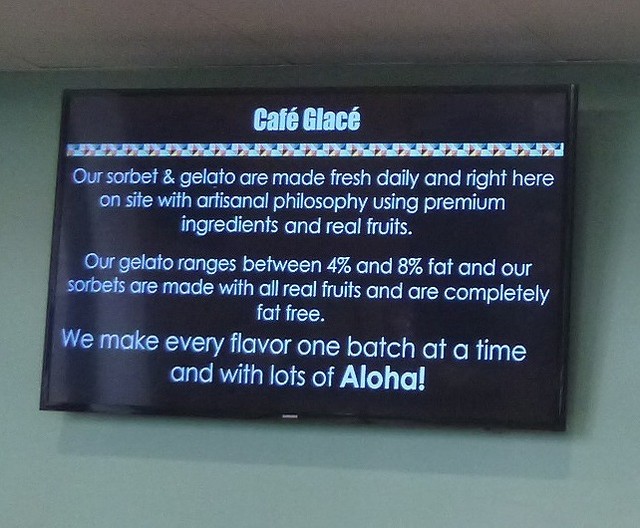 Café Glacé
Our sorbet & gelato are made fresh daily and right here
on site with artisanal philosophy using premium
ingredients and real fruits.
Our gelato ranges between 4% and 8% fat and our
sorbets are made with all real fruits and are completely
fat free.
We make every flavor one batch at a time
and with lots of Aloha!